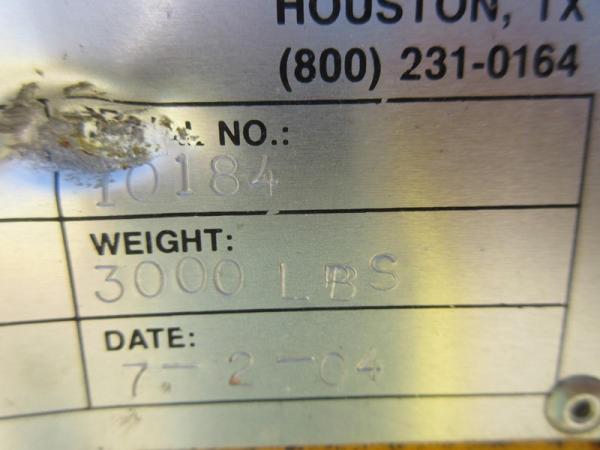 HOUSTON, TX
(800) 231-0164
NO.:
10184
WEIGHT:
3000 LBS
DATE:
7-2-04